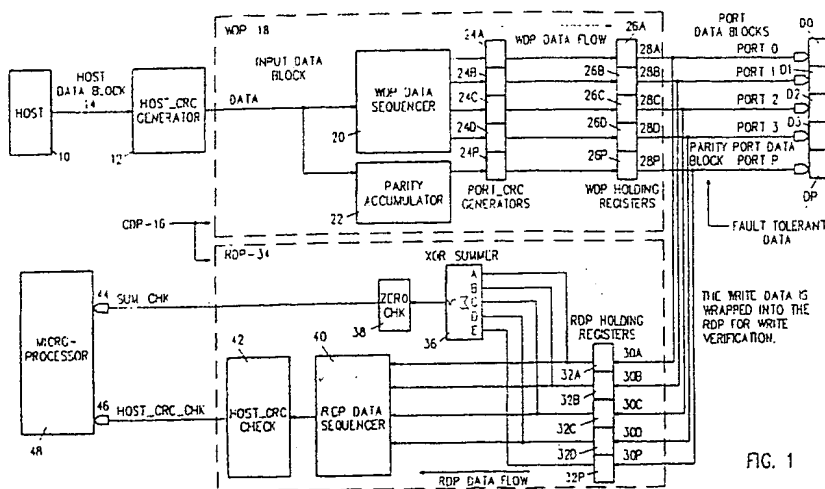 WDP-18
24A
WDP DATA FLOW
26A
PORT
DATA BLOCKS
D0
HOST
DATA BLOCK
14
INPUT DATA
BLOCK
28A
PORT 0
HOST
HOST_CRC
GENERATOR
DATA
WDP DATA
SEQUENCER
24B
26B
28B
PORT 1
D1
24C
26C
28C
PORT 2
D2
24D
26D
28D
PORT 3
D3
10
12
20
24P
26P
28P
PARITY PORT DATA
BLOCK
PORT P
PARITY
ACCUMULATOR
22
PORT_CRC
GENERATORS
WDP HOLDING
REGISTERS
DP
CDP-16
FAULT TOLERANT
DATA
RDP-34
XOR SUMMER
MICRO-
PROCESSOR
44
SUM_CHK
ZERO
CHK
38
Σ
A
B
C
D
E
36
RDP HOLDING
REGISTERS
THE WRITE DATA IS
WRAPPED INTO THE
RDP FOR WRITE
VERIFICATION.
42
40
30A
32A
30B
32B
46
HOST_CRC_CHK
HOST_CRC
CHECK
RDP DATA
SEQUENCER
30C
32C
30D
32D
30P
48
32P
RDP DATA FLOW
FIG. 1